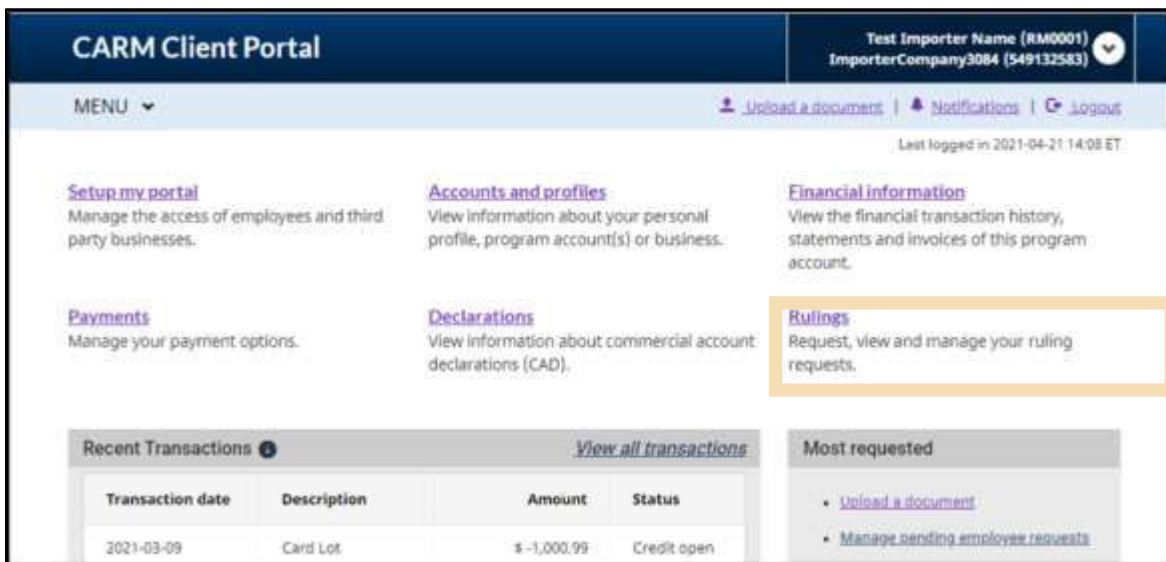 CARM Client Portal
Test Importer Name (RM0001)
ImporterCompany3084 (549132583)
MENU
Upload a document | Notifications | Logout
Last logged in 2021-04-21 14:08 ET
Setup my portal
Manage the access of employees and third
party businesses.
Accounts and profiles
View information about your personal
profile, program account(s) or business.
Financial information
View the financial transaction history,
statements and invoices of this program
account.
Payments
Manage your payment options.
Declarations
View information about commercial account
declarations (CAD).
Rulings
Request, view and manage your ruling
requests.
Recent Transactions
View all transactions
Transaction date Description Amount Status
2021-03-09 Card Lot $ -1,000.99 Credit open
Most requested
Upload a document
Manage pending employee requests